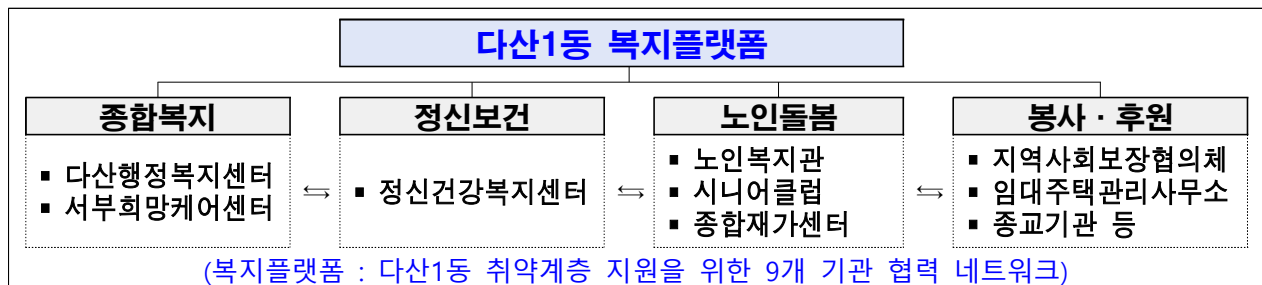 다산1동 복지플랫폼
종합복지
▪ 다산행정복지센터
▪ 서부희망케어센터
⇆
정신보건
▪ 정신건강복지센터
⇆
노인돌봄
▪ 노인복지관
▪ 시니어클럽
▪ 종합재가센터
⇆
봉사 · 후원
▪ 지역사회보장협의체
▪ 임대주택관리사무소
▪ 종교기관 등
(복지플랫폼 : 다산1동 취약계층 지원을 위한 9개 기관 협력 네트워크)